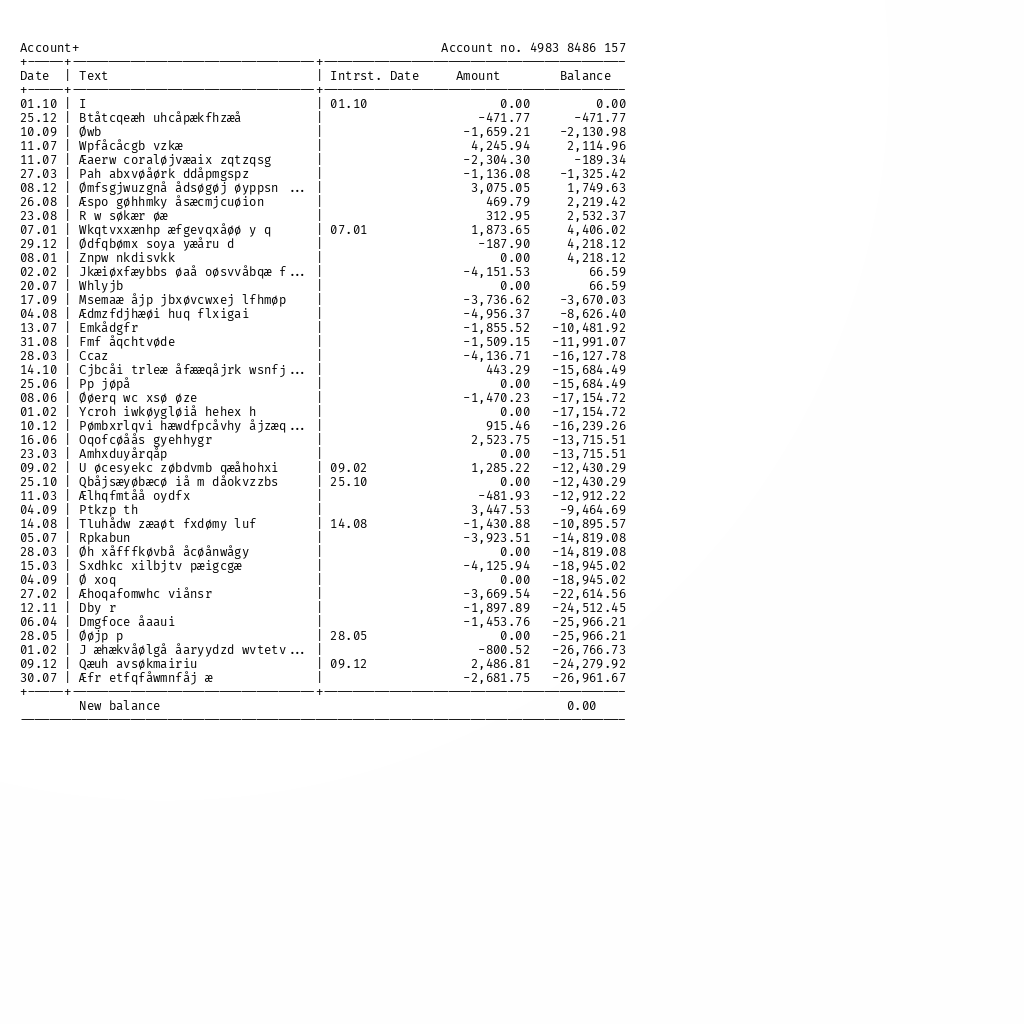 Account+ Account no. 4983 8486 157
Date | Text | Intrst. Date Amount Balance
01.10 | I | 01.10 0.00 0.00
25.12 | Btåtcqeæh uhcåpækfhzæå | -471.77 -471.77
10.09 | Øwb | -1,659.21 -2,130.98
11.07 | Wpfåcåcgb vzkæ | 4,245.94 2,114.96
11.07 | Æaerw coraløjvæaix zqtzqsg | -2,304.30 -189.34
27.03 | Pah abxvøåørk ddåpmgspz | -1,136.08 -1,325.42
08.12 | Ømfsgjwuzgnå ådsøgøj øyppsn ... | 3,075.05 1,749.63
26.08 | Æspo gøhhmky åsæcmjcuøion | 469.79 2,219.42
23.08 | R w søkær øæ | 312.95 2,532.37
07.01 | Wkqtvxxænhp æfgevqxåøø y q | 07.01 1,873.65 4,406.02
29.12 | Ødfqbømx soya yæåru d | -187.90 4,218.12
08.01 | Znpw nkdisvkk | 0.00 4,218.12
02.02 | Jkæiøxfæybbs øaå oøsvvåbqæ f... | -4,151.53 66.59
20.07 | Whlyjb | 0.00 66.59
17.09 | Msemaæ åjp jbxøvcwxej lfhmøp | -3,736.62 -3,670.03
04.08 | Ædmzfdjhæøi huq flxigai | -4,956.37 -8,626.40
13.07 | Emkådgfr | -1,855.52 -10,481.92
31.08 | Fmf åqchtvøde | -1,509.15 -11,991.07
28.03 | Ccaz | -4,136.71 -16,127.78
14.10 | Cjbcåi trleæ åfææqåjrk wsnfj... | 443.29 -15,684.49
25.06 | Pp jøpå | 0.00 -15,684.49
08.06 | Øøerq wc xsø øze | -1,470.23 -17,154.72
01.02 | Ycroh iwkøygløiå hehex h | 0.00 -17,154.72
10.12 | Pømbxrlqvi hæwdfpcåvhy åjzæq... | 915.46 -16,239.26
16.06 | Oqofcøåås gyehhygr | 2,523.75 -13,715.51
23.03 | Amhxduyårqåp | 0.00 -13,715.51
09.02 | U øcesyekc zøbdvmb qæåhohxi | 09.02 1,285.22 -12,430.29
25.10 | Qbåjsæyøbæcø iå m dåokvzzbs | 25.10 0.00 -12,430.29
11.03 | Ælhqfmtåå oydfx | -481.93 -12,912.22
04.09 | Ptkzp th | 3,447.53 -9,464.69
14.08 | Tluhådw zæaøt fxdømy luf | 14.08 -1,430.88 -10,895.57
05.07 | Rpkabun | -3,923.51 -14,819.08
28.03 | Øh xåfffkøvbå åcøånwågy | 0.00 -14,819.08
15.03 | Sxdhkc xilbjtv pæigcgæ | -4,125.94 -18,945.02
04.09 | Ø xoq | 0.00 -18,945.02
27.02 | Æhoqafomwhc viånsr | -3,669.54 -22,614.56
12.11 | Dby r | -1,897.89 -24,512.45
06.04 | Dmgfoce åaaui | -1,453.76 -25,966.21
28.05 | Øøjp p | 28.05 0.00 -25,966.21
01.02 | J æhækvåølgå åaryydzd wvtetv... | -800.52 -26,766.73
09.12 | Qæuh avsøkmairiu | 09.12 2,486.81 -24,279.92
30.07 | Æfr etfqfåwmnfåj æ | -2,681.75 -26,961.67
New balance 0.00